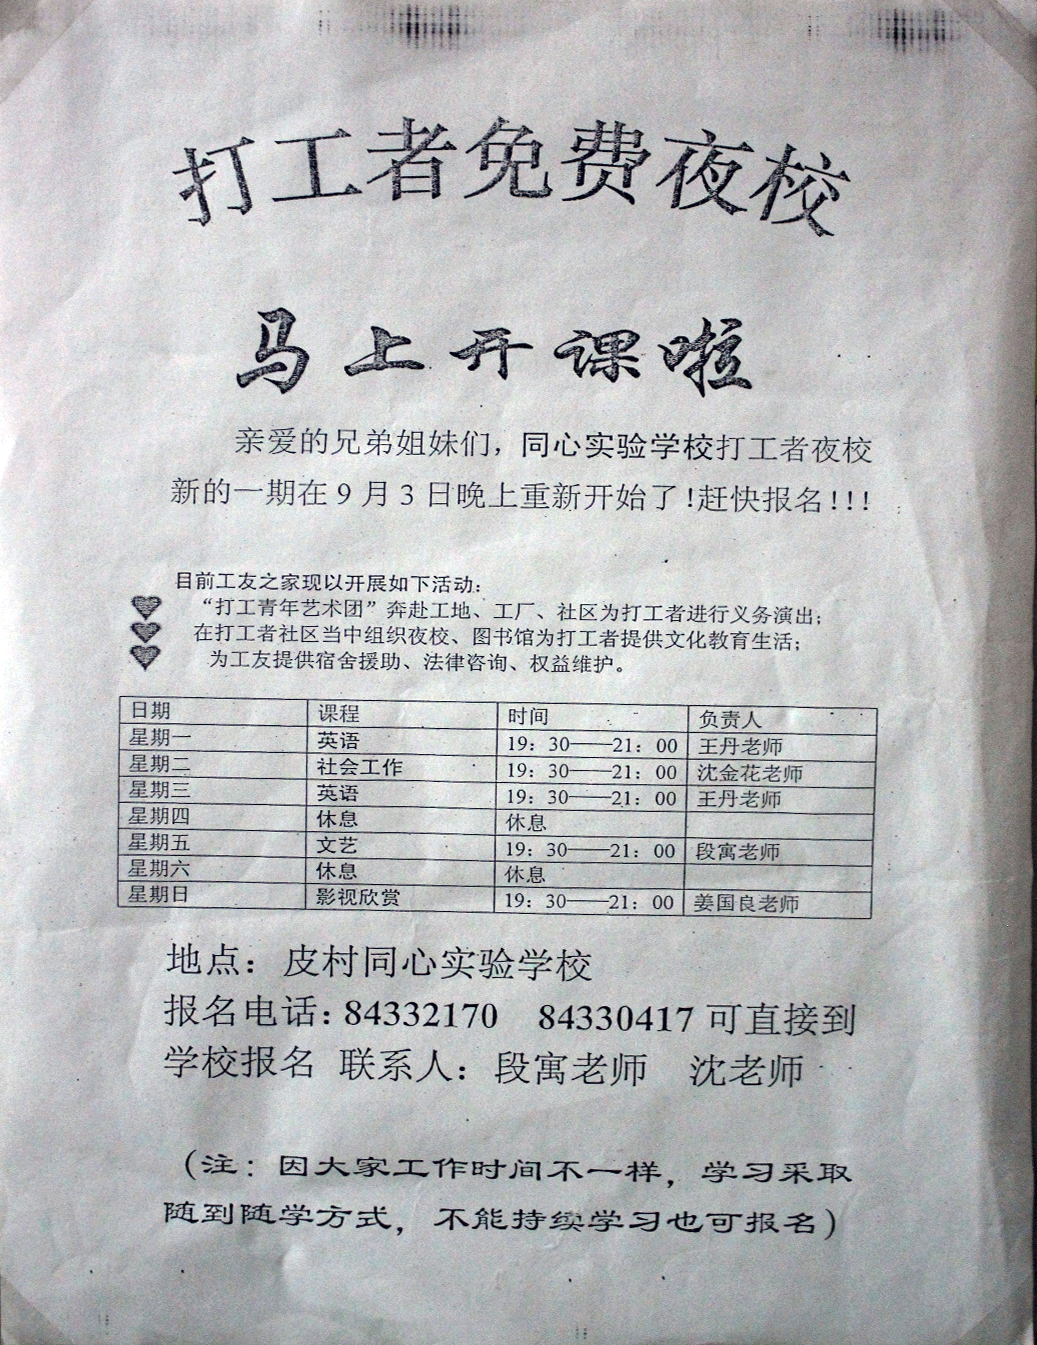 打工者免费夜校
马上开课啦
亲爱的兄弟姐妹们，同心实验学校打工者夜校
新的一期在9月3日晚上重新开始了!赶快报名!!!
目前工友之家现以开展如下活动：
“打工青年艺术团”奔赴工地、工厂、社区为打工者进行义务演出；
在打工者社区当中组织夜校、图书馆为打工者提供文化教育生活；
为工友提供宿舍援助、法律咨询、权益维护。
日期 课程 时间 负责人
星期一 英语 19：30——21：00 王丹老师
星期二 社会工作 19：30——21：00 沈金花老师
星期三 英语 19：30——21：00 王丹老师
星期四 休息 休息
星期五 文艺 19：30——21：00 段寓老师
星期六 休息 休息
星期日 影视欣赏 19：30——21：00 姜国良老师
地点：皮村同心实验学校
报名电话：84332170 84330417 可直接到
学校报名 联系人：段寓老师 沈老师
（注：因大家工作时间不一样，学习采取
随到随学方式，不能持续学习也可报名）